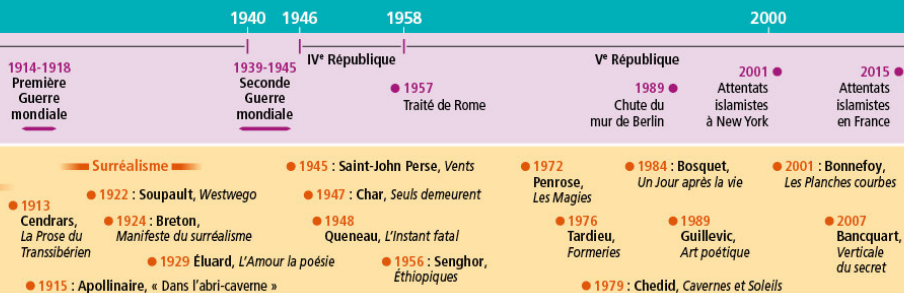 1940 1946 1958 2000
IVe République
Ve République
1914-1918
Première
Guerre
mondiale
1939-1945
Seconde
Guerre
mondiale
1957
Traité de Rome
1989
Chute du
mur de Berlin
2001
Attentats
islamistes
à New York
2015
Attentats
islamistes
en France
Surréalisme
1913
Cendrars,
La Prose du
Transsibérien
1922 : Soupault, Westwego
1924 : Breton,
Manifeste du surréalisme
1929 Éluard, L'Amour la poésie
1915 : Apollinaire, « Dans l'abri-caverne »
1945 : Saint-John Perse, Vents
1947 : Char, Seuls demeurent
1948
Queneau, L'Instant fatal
1956 : Senghor,
Éthiopiques
1972
Penrose,
Les Magies
1976
Tardieu,
Formeries
1979 : Chedid, Cavernes et Soleils
1984 : Bosquet,
Un Jour après la vie
1989
Guillevic,
Art poétique
2001 : Bonnefoy,
Les Planches courbes
2007
Bancquart,
Verticale
du secret